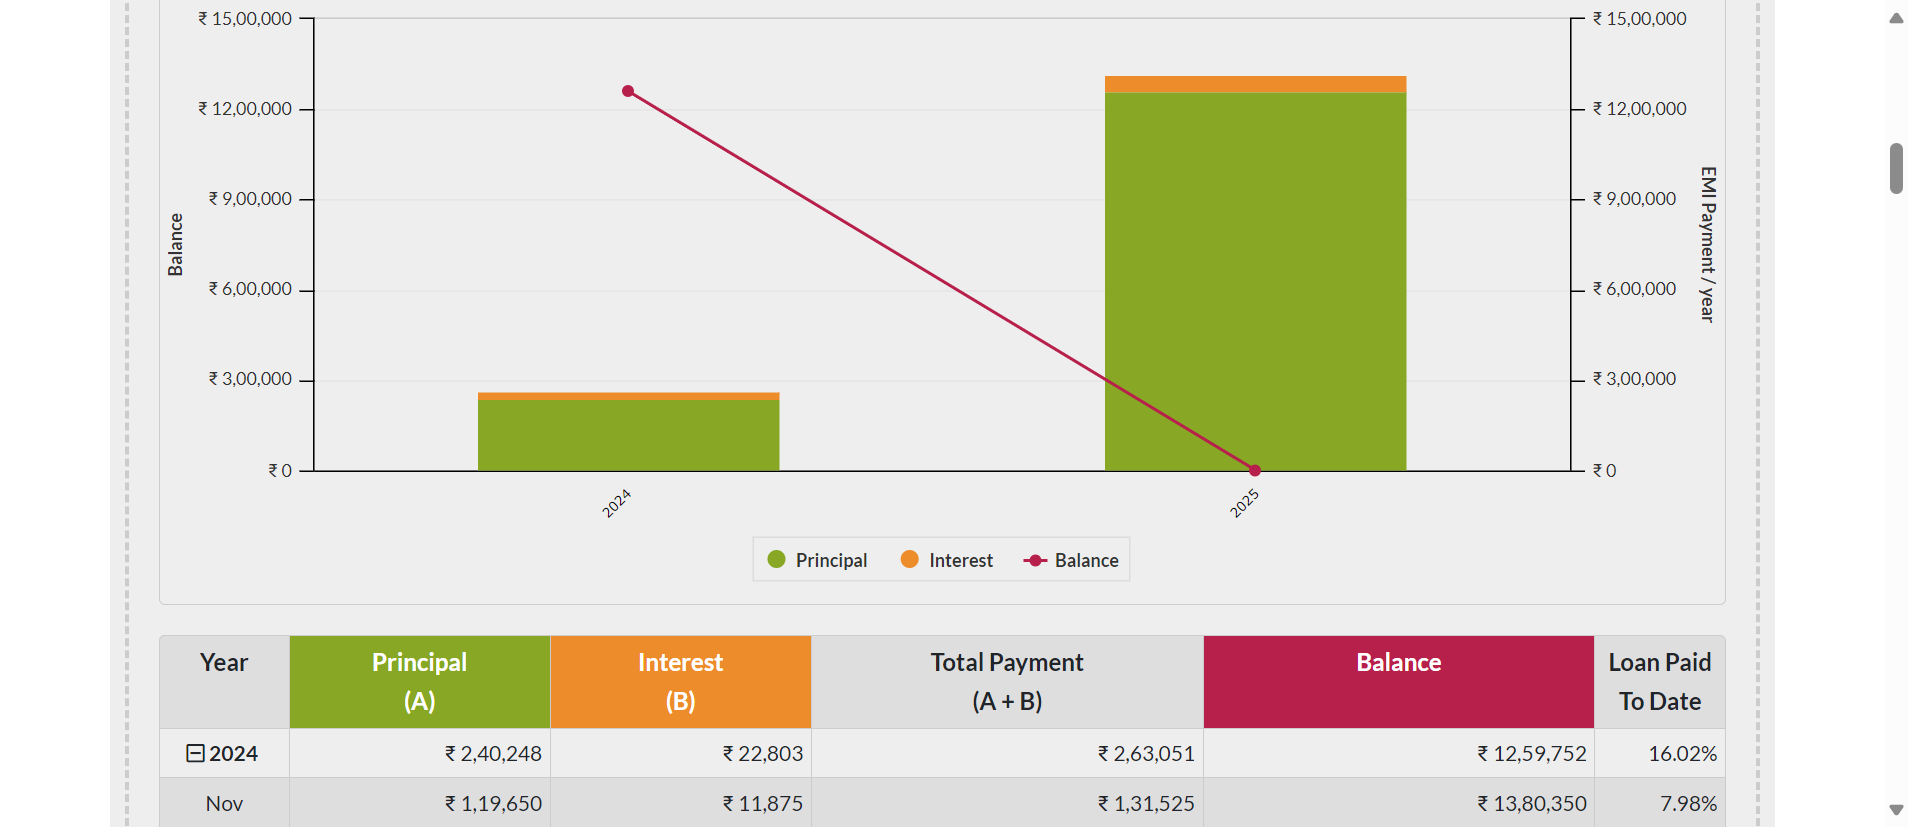 ₹ 15,00,000
₹ 15,00,000
₹ 12,00,000
₹ 12,00,000
₹ 9,00,000
₹ 9,00,000
₹ 6,00,000
₹ 6,00,000
₹ 3,00,000
₹ 3,00,000
₹ 0
₹ 0
Balance
EMI Payment / year
2024
2025
Principal
Interest
Balance
Year
Principal
(A)
Interest
(B)
Total Payment
(A + B)
Balance
Loan Paid
To Date
2024 ₹ 2,40,248 ₹ 22,803 ₹ 2,63,051 ₹ 12,59,752 16.02%
Nov ₹ 1,19,650 ₹ 11,875 ₹ 1,31,525 ₹ 13,80,350 7.98%